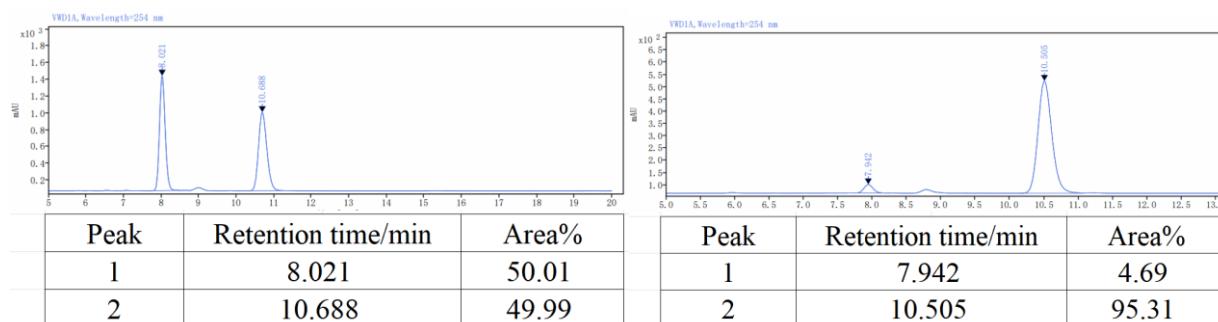 VWD1A,Wavelength=254 nm
x10 3
1.8
1.6
1.4
1.2
1.0
0.8
0.6
0.4
0.2
mAU
8.021
10.688
5 6 7 8 9 10 11 12 13 14 15 16 17 18 19 20
Peak Retention time/min Area%
1 8.021 50.01
2 10.688 49.99
VWD1A,Wavelength=254 nm
x10 2
6.5
6.0
5.5
5.0
4.5
4.0
3.5
3.0
2.5
2.0
1.5
1.0
mAU
7.942
10.505
5.0 5.5 6.0 6.5 7.0 7.5 8.0 8.5 9.0 9.5 10.0 10.5 11.0 11.5 12.0 12.5
Peak Retention time/min Area%
1 7.942 4.69
2 10.505 95.31